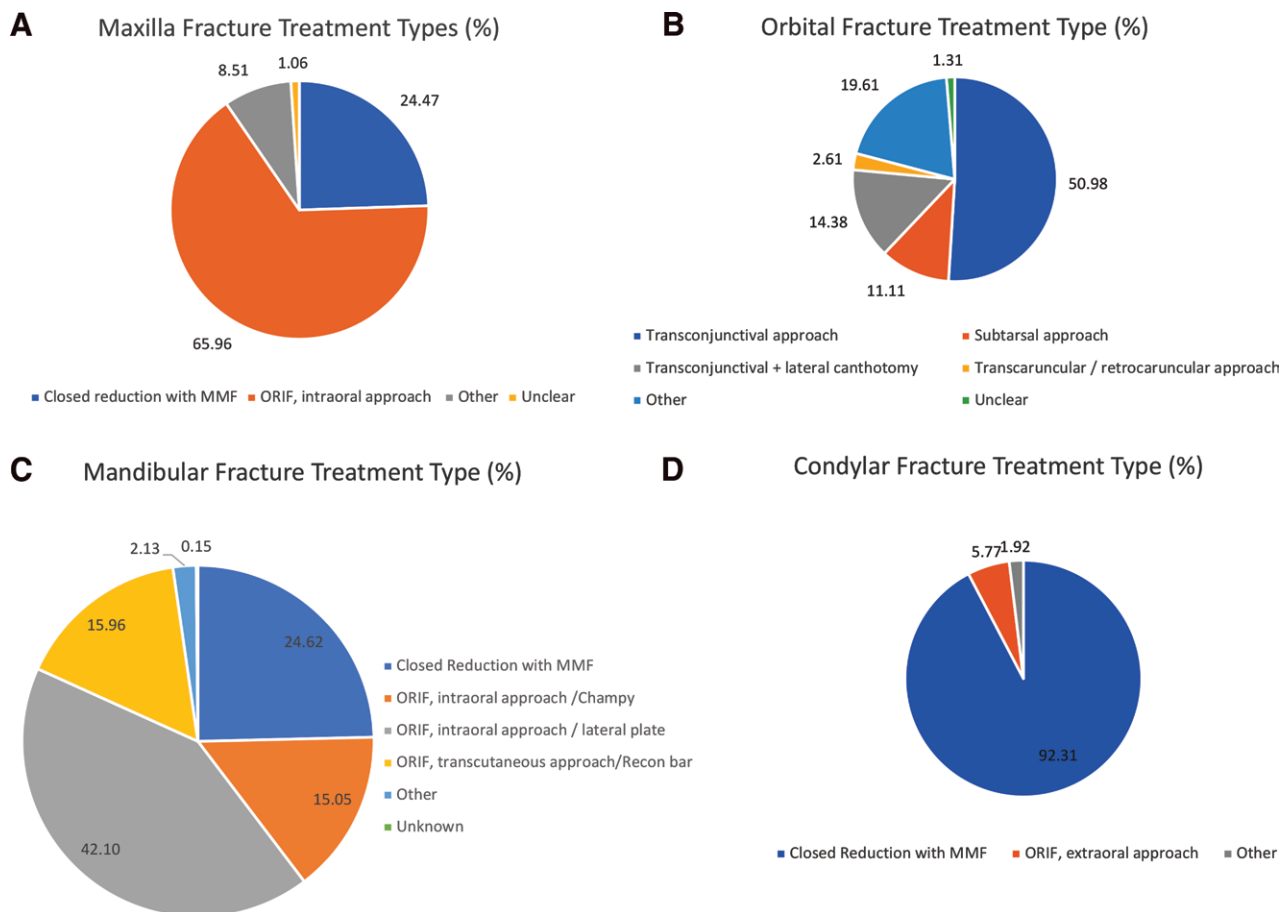 A
Maxilla Fracture Treatment Types (%)
1.06
8.51
24.47
65.96
Closed reduction with MMF ORIF, intraoral approach Other Unclear
B
Orbital Fracture Treatment Type (%)
1.31
19.61
2.61
50.98
14.38
11.11
Transconjunctival approach Subtarsal approach
Transconjunctival + lateral canthotomy Transcaruncular / retrocaruncular approach
Other Unclear
C
Mandibular Fracture Treatment Type (%)
2.13 0.15
15.96
24.62
15.05
42.10
Closed Reduction with MMF
ORIF, intraoral approach /Champy
ORIF, intraoral approach / lateral plate
ORIF, transcutaneous approach/Recon bar
Other
Unknown
D
Condylar Fracture Treatment Type (%)
5.77 1.92
92.31
Closed Reduction with MMF ORIF, extraoral approach Other